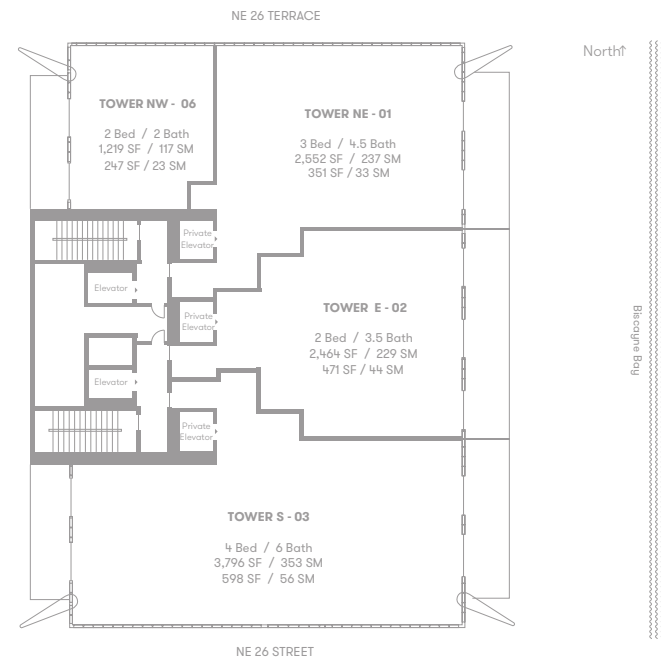 NE 26 TERRACE
North↑
TOWER NW - 06
2 Bed / 2 Bath
1,219 SF / 117 SM
247 SF / 23 SM
TOWER NE - 01
3 Bed / 4.5 Bath
2,552 SF / 237 SM
351 SF / 33 SM
Private
Elevator
Elevator
Private
Elevator
TOWER E - 02
2 Bed / 3.5 Bath
2,464 SF / 229 SM
471 SF / 44 SM
Biscayne Bay
Elevator
Private
Elevator
TOWER S - 03
4 Bed / 6 Bath
3,796 SF / 353 SM
598 SF / 56 SM
NE 26 STREET